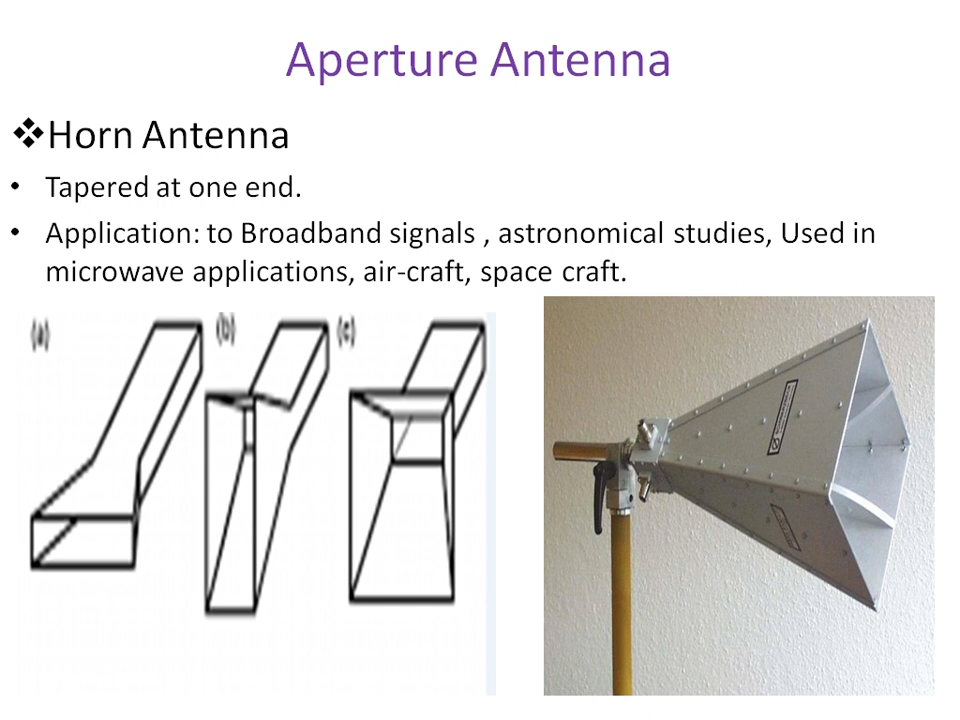 Aperture Antenna
❖Horn Antenna
• Tapered at one end.
• Application: to Broadband signals , astronomical studies, Used in
microwave applications, air-craft, space craft.
(a)
(b)
(c)